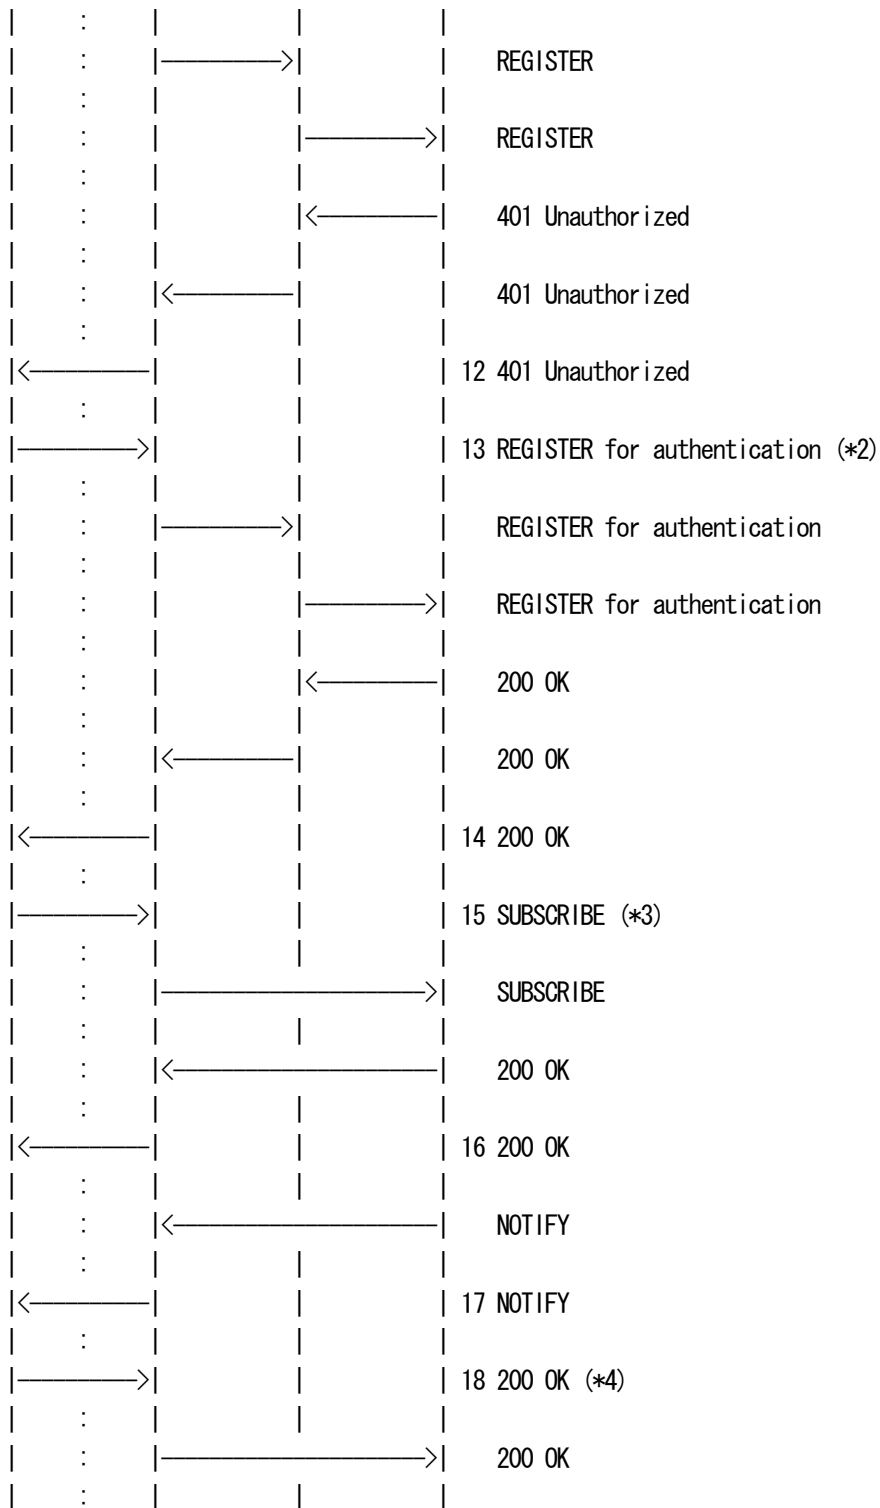 REGISTER
REGISTER
401 Unauthorized
401 Unauthorized
12 401 Unauthorized
13 REGISTER for authentication (*2)
REGISTER for authentication
REGISTER for authentication
200 OK
200 OK
14 200 OK
15 SUBSCRIBE (*3)
SUBSCRIBE
200 OK
16 200 OK
NOTIFY
17 NOTIFY
18 200 OK (*4)
200 OK